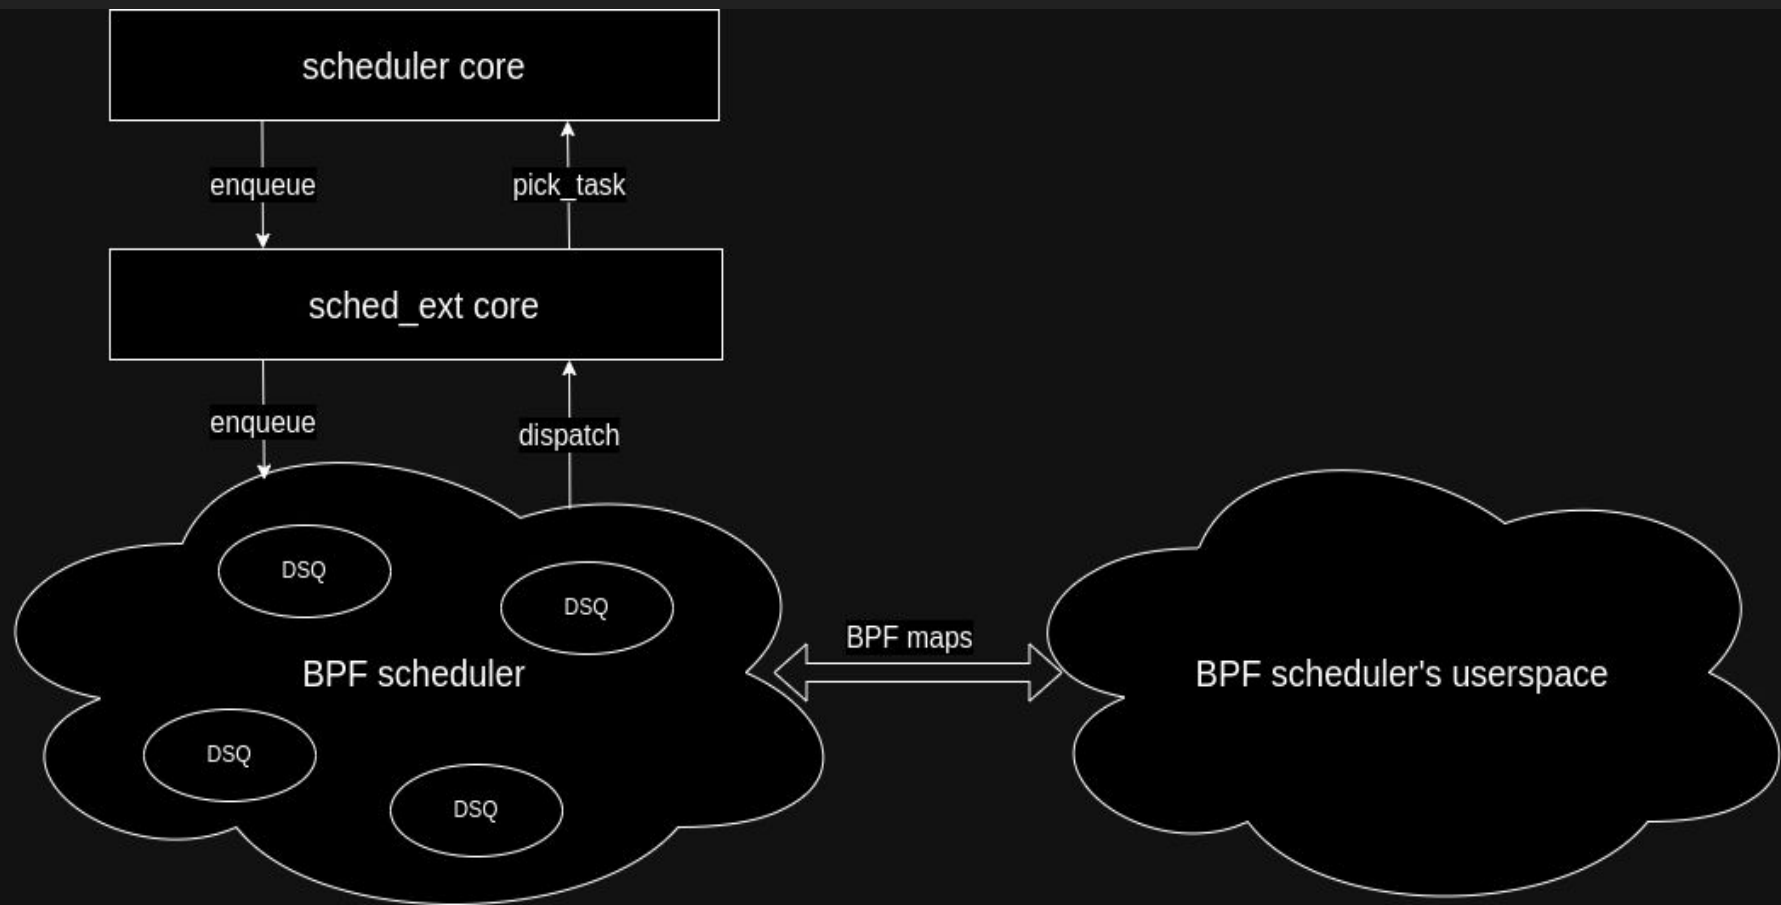 scheduler core
enqueue
pick_task
sched_ext core
enqueue
dispatch
DSQ
DSQ
BPF maps
BPF scheduler
BPF scheduler's userspace
DSQ
DSQ